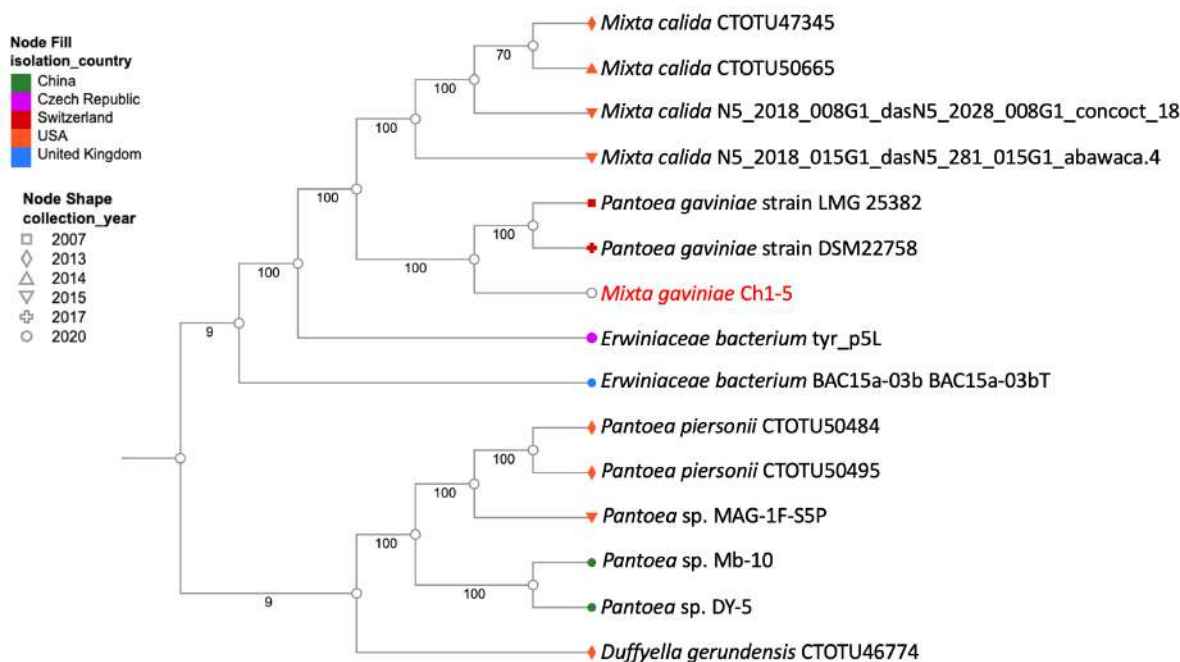 Node Fill
isolation_country
China
Czech Republic
Switzerland
USA
United Kingdom
Node Shape
collection_year
2007
2013
2014
2015
2017
2020
Mixta calida CTOTU47345
70
Mixta calida CTOTU50665
100
Mixta calida N5_2018_008G1_dasN5_2028_008G1_concoct_18
100
Mixta calida N5_2018_015G1_dasN5_281_015G1_abawaca.4
100
Pantoea gaviniae strain LMG 25382
100
Pantoea gaviniae strain DSM22758
100
100
Mixta gaviniae Ch1-5
9
Erwiniaceae bacterium tyr_p5L
Erwiniaceae bacterium BAC15a-03b BAC15a-03bT
Pantoea piersonii CTOTU50484
100
Pantoea piersonii CTOTU50495
100
Pantoea sp. MAG-1F-S5P
100
Pantoea sp. Mb-10
100
Pantoea sp. DY-5
9
Duffyella gerundensis CTOTU46774